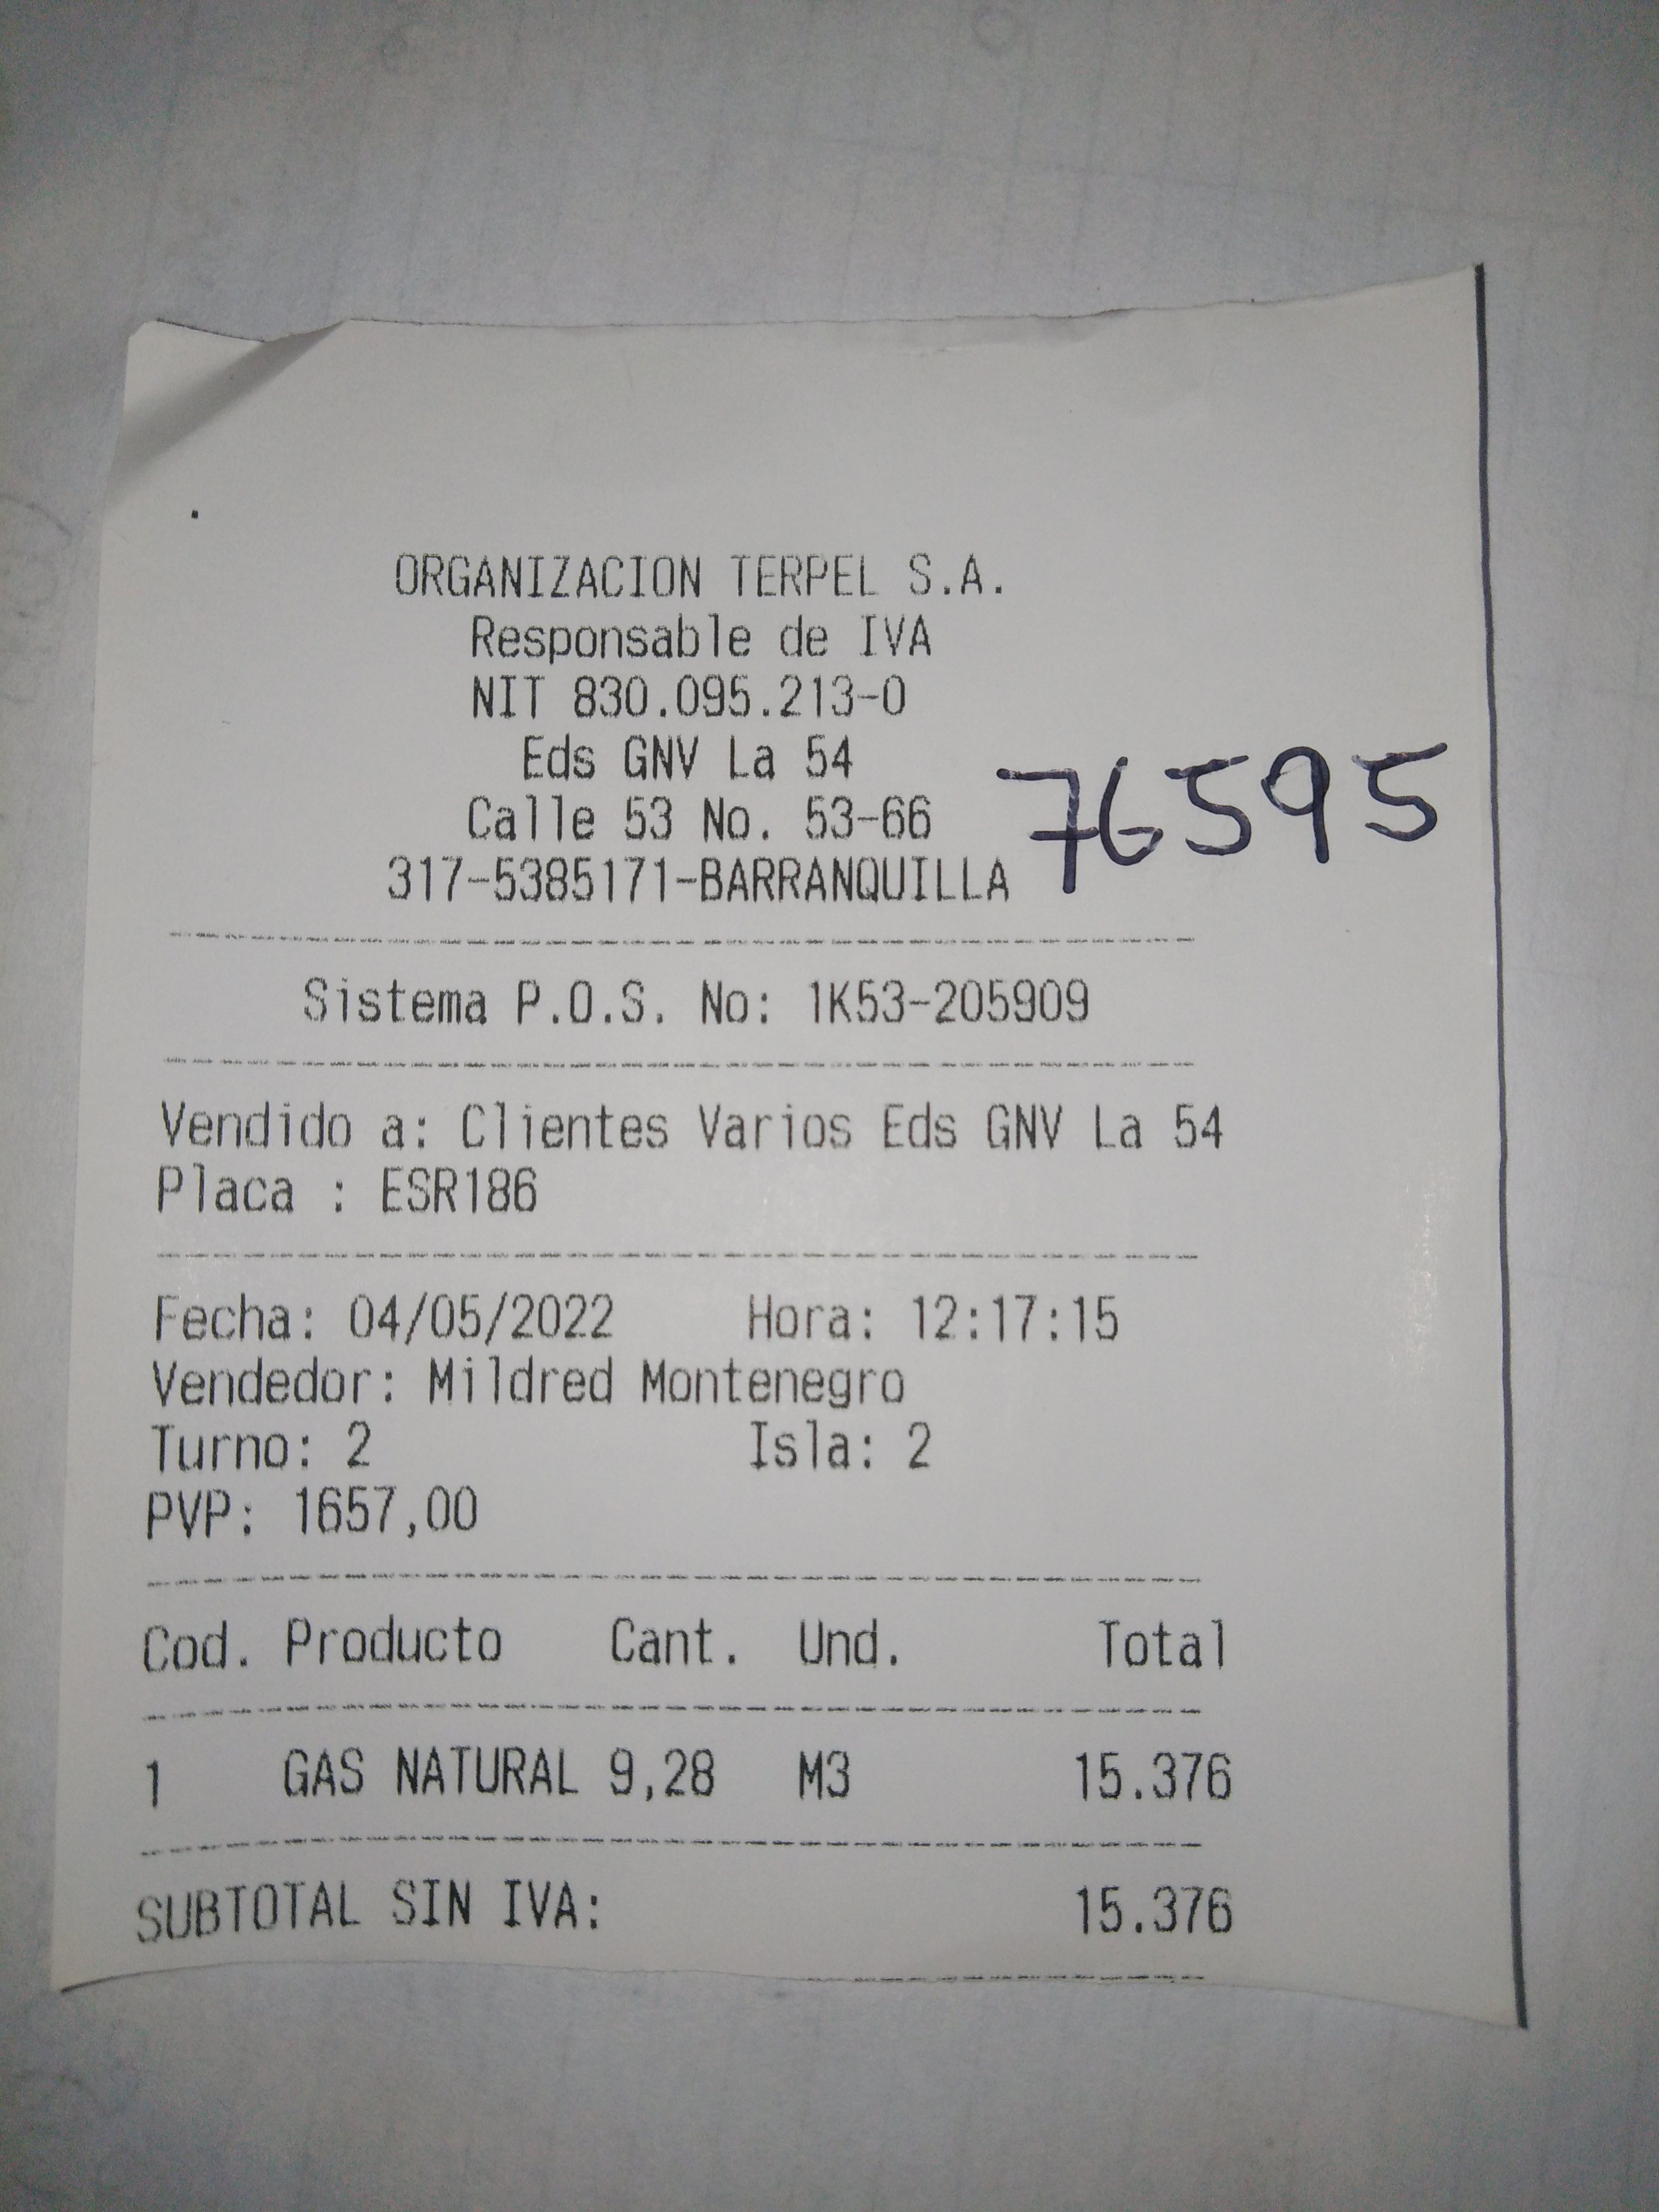 ORGANIZACION TERPEL S.A.
Responsable de IVA
NIT 830.095.213-0
Eds GNV La 54
Calle 53 No. 53-66
76595
317-5385171-BARRANQUILLA
Sistema P.O.S. No: 1K53-205909
Vendido a: Clientes Varios Eds GNV La 54
Placa : ESR186
Fecha: 04/05/2022 Hora: 12:17:15
Vendedor: Mildred Montenegro
Turno: 2 Isla: 2
PVP: 1657,00
Cod. Producto Cant. Und. Total
1 GAS NATURAL 9,28 M3 15.376
SUBTOTAL SIN IVA: 15.376